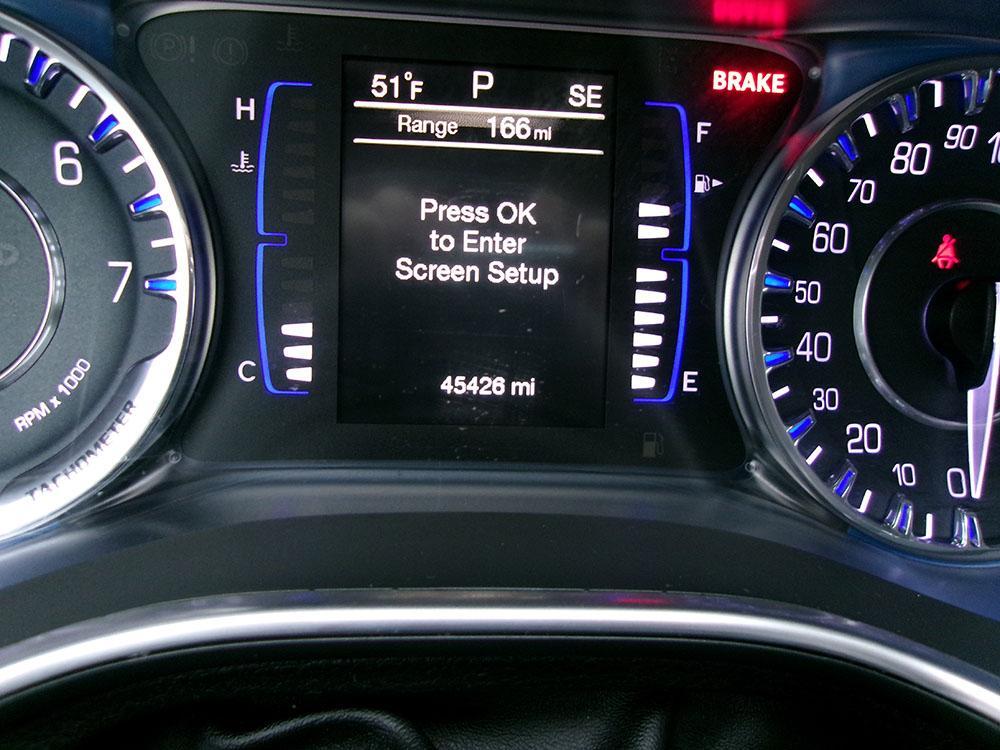 51°F P SE
BRAKE
Range 166 mi
H
F
Press OK
to Enter
Screen Setup
C
E
45426 mi
6
7
RPM x 1000
TACHOMETER
90
80
70
60
50
40
30
20
10
0